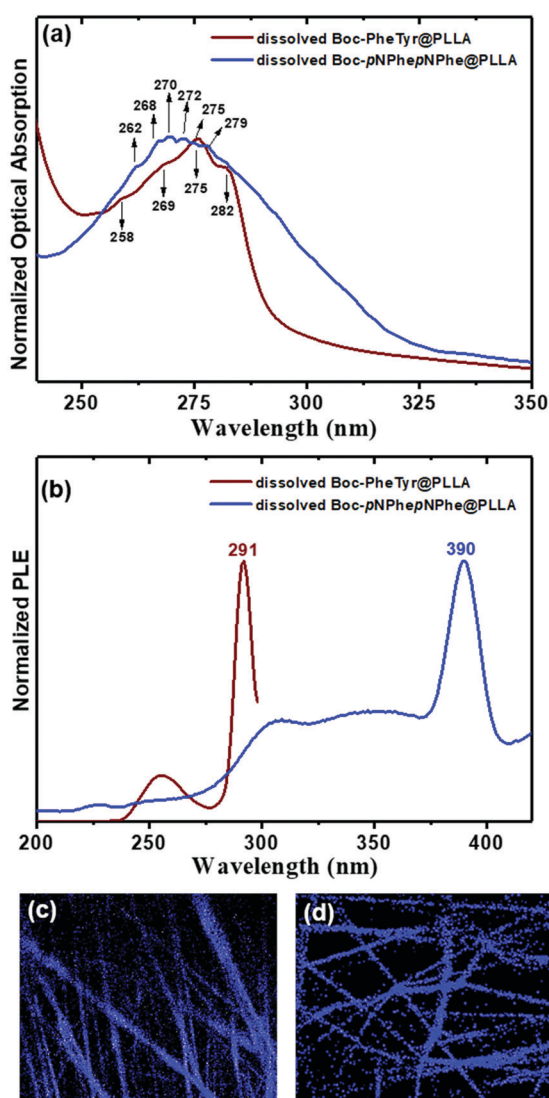 (a)
dissolved Boc-PheTyr@PLLA
dissolved Boc-pNPhepNPhe@PLLA
262
268
270
272
275
279
258
269
275
282
Normalized Optical Absorption
250
275
300
325
350
Wavelength (nm)
(b)
dissolved Boc-PheTyr@PLLA
dissolved Boc-pNPhepNPhe@PLLA
291
390
Normalized PLE
200
250
300
350
400
Wavelength (nm)
(c)
(d)